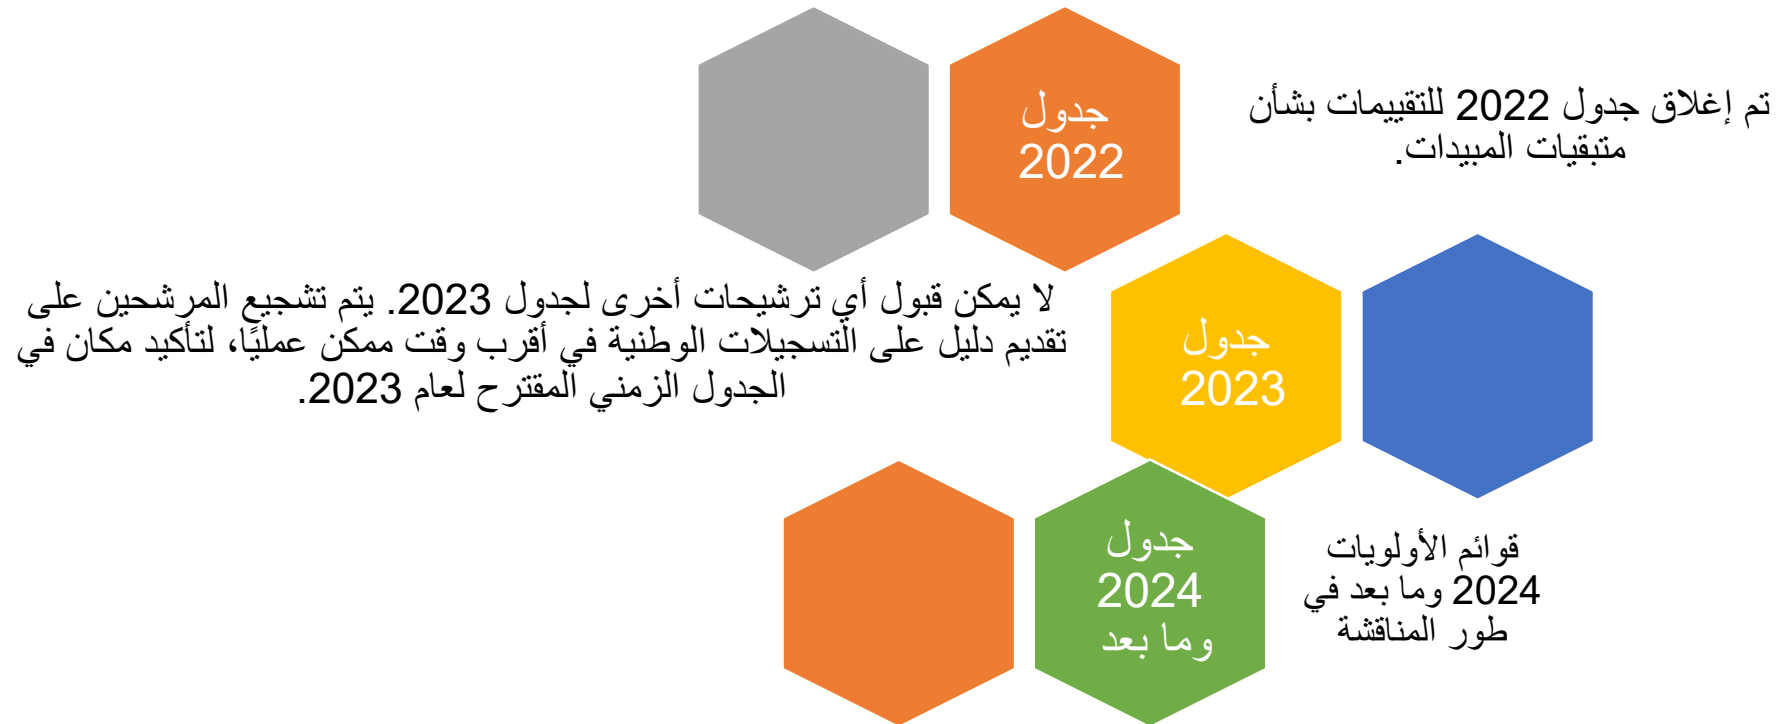 جدول
2022
تم إغلاق جدول 2022 للتقييمات بشأن
متبقيات المبيدات.
جدول
2023
لا يمكن قبول أي ترشيحات أخرى لجدول 2023. يتم تشجيع المرشحين على
تقديم دليل على التسجيلات الوطنية في أقرب وقت ممكن عمليًا، لتأكيد مكان في
الجدول الزمني المقترح لعام 2023.
جدول
2024
وما بعد
قوائم الأولويات
2024 وما بعد في
طور المناقشة